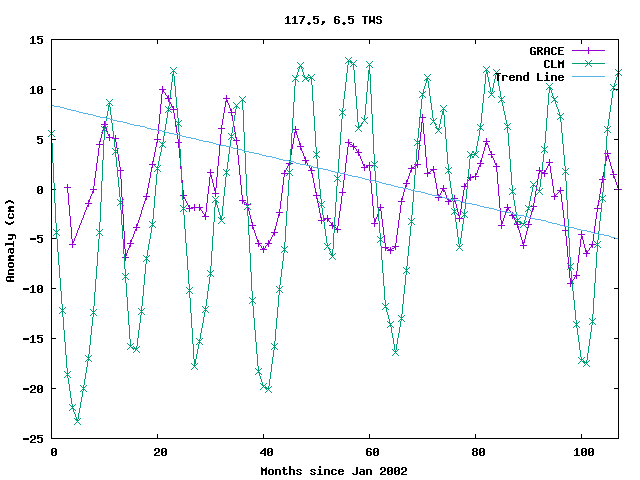 117.5, 6.5 TWS
GRACE
CLM
Trend Line
15
10
5
0
-5
-10
-15
-20
-25
Anomaly (cm)
0 20 40 60 80 100
Months since Jan 2002